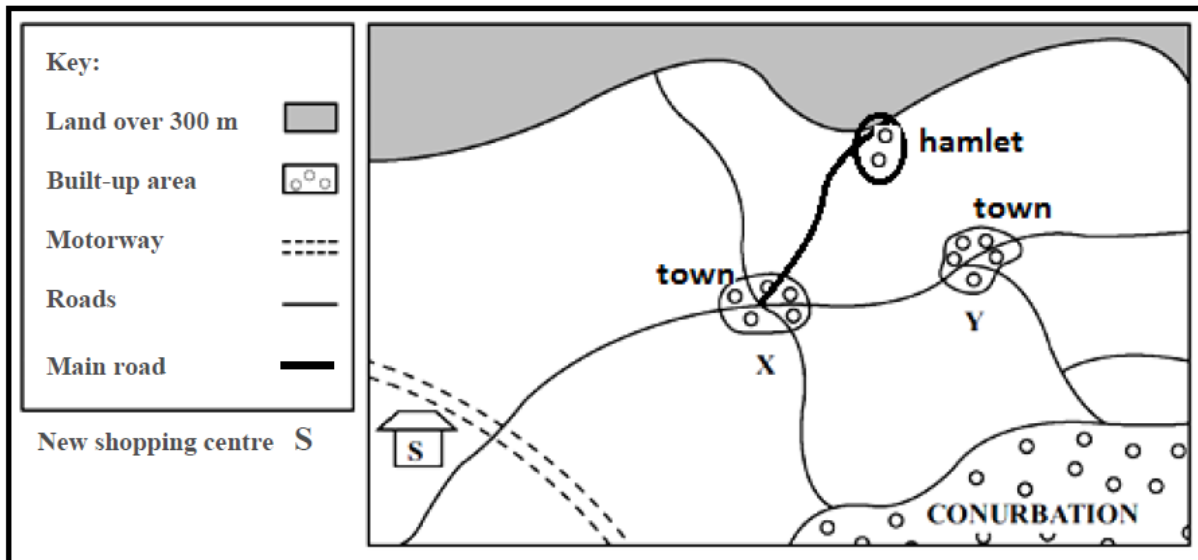 Key:
Land over 300 m
Built-up area
Motorway
Roads
Main road
New shopping centre S
hamlet
town
town
Y
X
S
CONURBATION